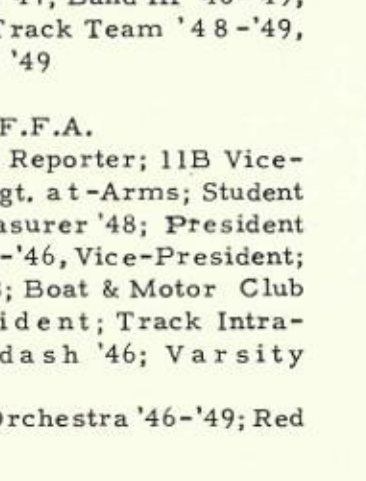 Track Team '48-'49,
'49
F.F.A.
Reporter; 11B Vice-
gt. at-Arms; Student
asurer '48; President
-'46, Vice-President;
; Boat & Motor Club
ident; Track Intra-
dash '46; Varsity
Orchestra '46-'49; Red